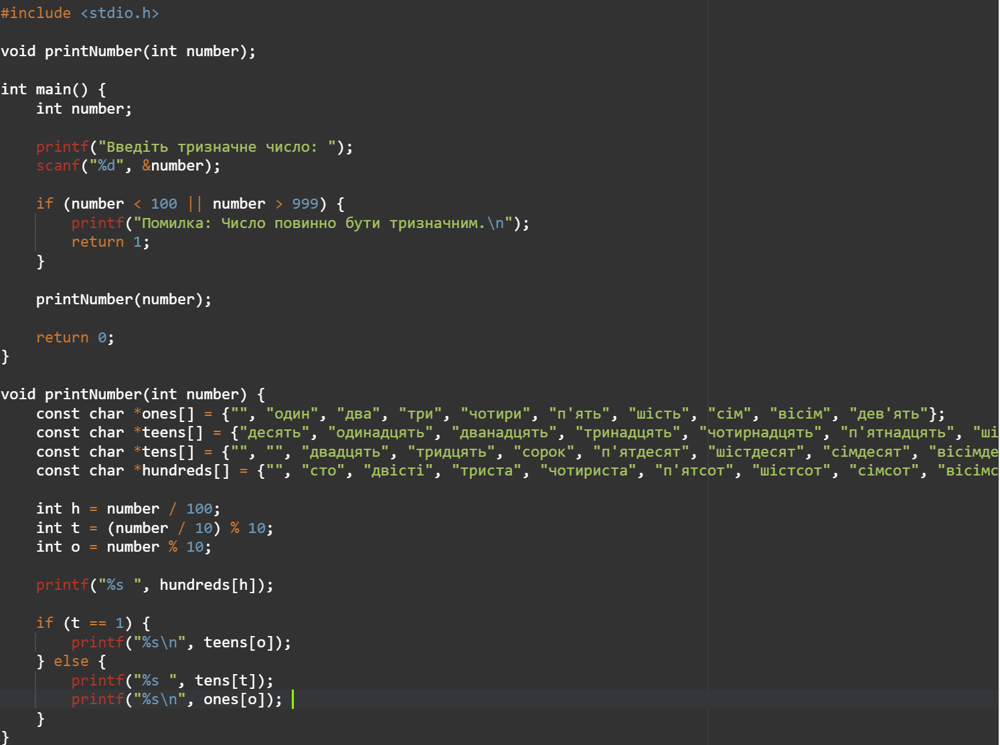 #include <stdio.h>
void printNumber(int number);
int main() {
int number;
printf("Введіть тризначне число: ");
scanf("%d", &number);
if (number < 100 || number > 999) {
printf("Помилка: Число повинно бути тризначним.\n");
return 1;
}
printNumber(number);
return 0;
}
void printNumber(int number) {
const char *ones[] = {"", "один", "два", "три", "чотири", "п'ять", "шість", "сім", "вісім", "дев'ять"};
const char *teens[] = {"десять", "одинадцять", "дванадцять", "тринадцять", "чотирнадцять", "п'ятнадцять", "ші
const char *tens[] = {"", "", "двадцять", "тридцять", "сорок", "п'ятдесят", "шістдесят", "сімдесят", "вісімде
const char *hundreds[] = {"", "сто", "двісті", "триста", "чотириста", "п'ятсот", "шістсот", "сімсот", "вісімс
int h = number / 100;
int t = (number / 10) % 10;
int o = number % 10;
printf("%s ", hundreds[h]);
if (t == 1) {
printf("%s\n", teens[o]);
} else {
printf("%s ", tens[t]);
printf("%s\n", ones[o]);
}
}